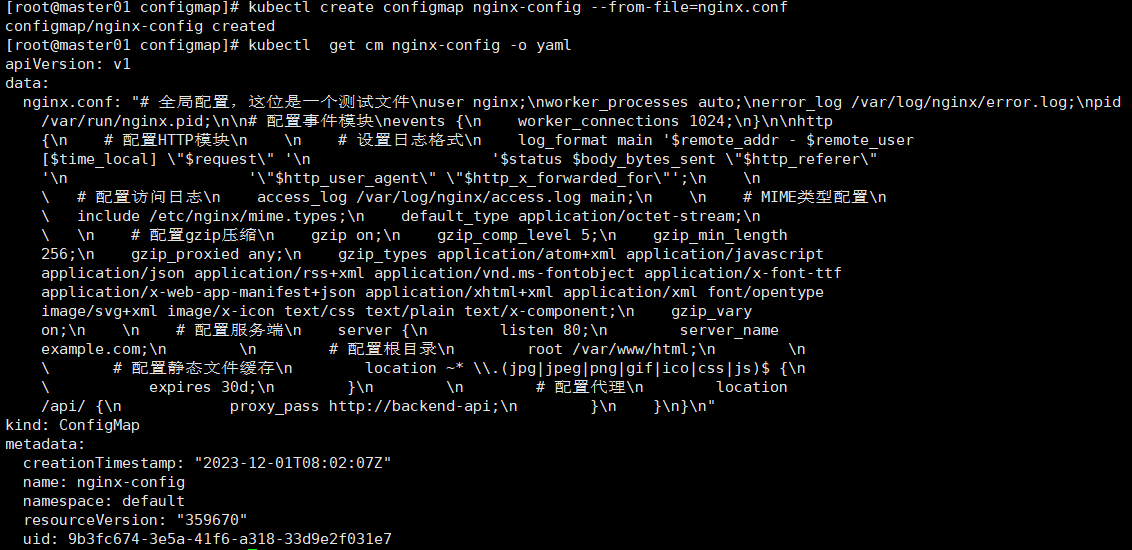 [root@master01 configmap]# kubectl create configmap nginx-config --from-file=nginx.conf
configmap/nginx-config created
[root@master01 configmap]# kubectl  get cm nginx-config -o yaml
apiVersion: v1
data:
  nginx.conf: "# 全局配置，这位是一个测试文件\nuser nginx;\nworker_processes auto;\nerror_log /var/log/nginx/error.log;\npid
    /var/run/nginx.pid;\n\n# 配置事件模块\nevents {\n    worker_connections 1024;\n}\n\nhttp
    {\n    # 配置HTTP模块\n    \n    # 设置日志格式\n    log_format main '$remote_addr - $remote_user
    [$time_local] \"$request\" '\n                    '$status $body_bytes_sent \"$http_referer\"
    '\n                    '\"$http_user_agent\" \"$http_x_forwarded_for\"';\n    \n
    \   # 配置访问日志\n    access_log /var/log/nginx/access.log main;\n    \n    # MIME类型配置\n
    \   include /etc/nginx/mime.types;\n    default_type application/octet-stream;\n
    \   \n    # 配置gzip压缩\n    gzip on;\n    gzip_comp_level 5;\n    gzip_min_length
    256;\n    gzip_proxied any;\n    gzip_types application/atom+xml application/javascript
    application/json application/rss+xml application/vnd.ms-fontobject application/x-font-ttf
    application/x-web-app-manifest+json application/xhtml+xml application/xml font/opentype
    image/svg+xml image/x-icon text/css text/plain text/x-component;\n    gzip_vary
    on;\n    \n    # 配置服务端\n    server {\n        listen 80;\n        server_name
    example.com;\n        \n        # 配置根目录\n        root /var/www/html;\n        \n
    \       # 配置静态文件缓存\n        location ~* \\.(jpg|jpeg|png|gif|ico|css|js)$ {\n
    \           expires 30d;\n        }\n        \n        # 配置代理\n        location
    /api/ {\n            proxy_pass http://backend-api;\n        }\n    }\n}\n"
kind: ConfigMap
metadata:
  creationTimestamp: "2023-12-01T08:02:07Z"
  name: nginx-config
  namespace: default
  resourceVersion: "359670"
  uid: 9b3fc674-3e5a-41f6-a318-33d9e2f031e7